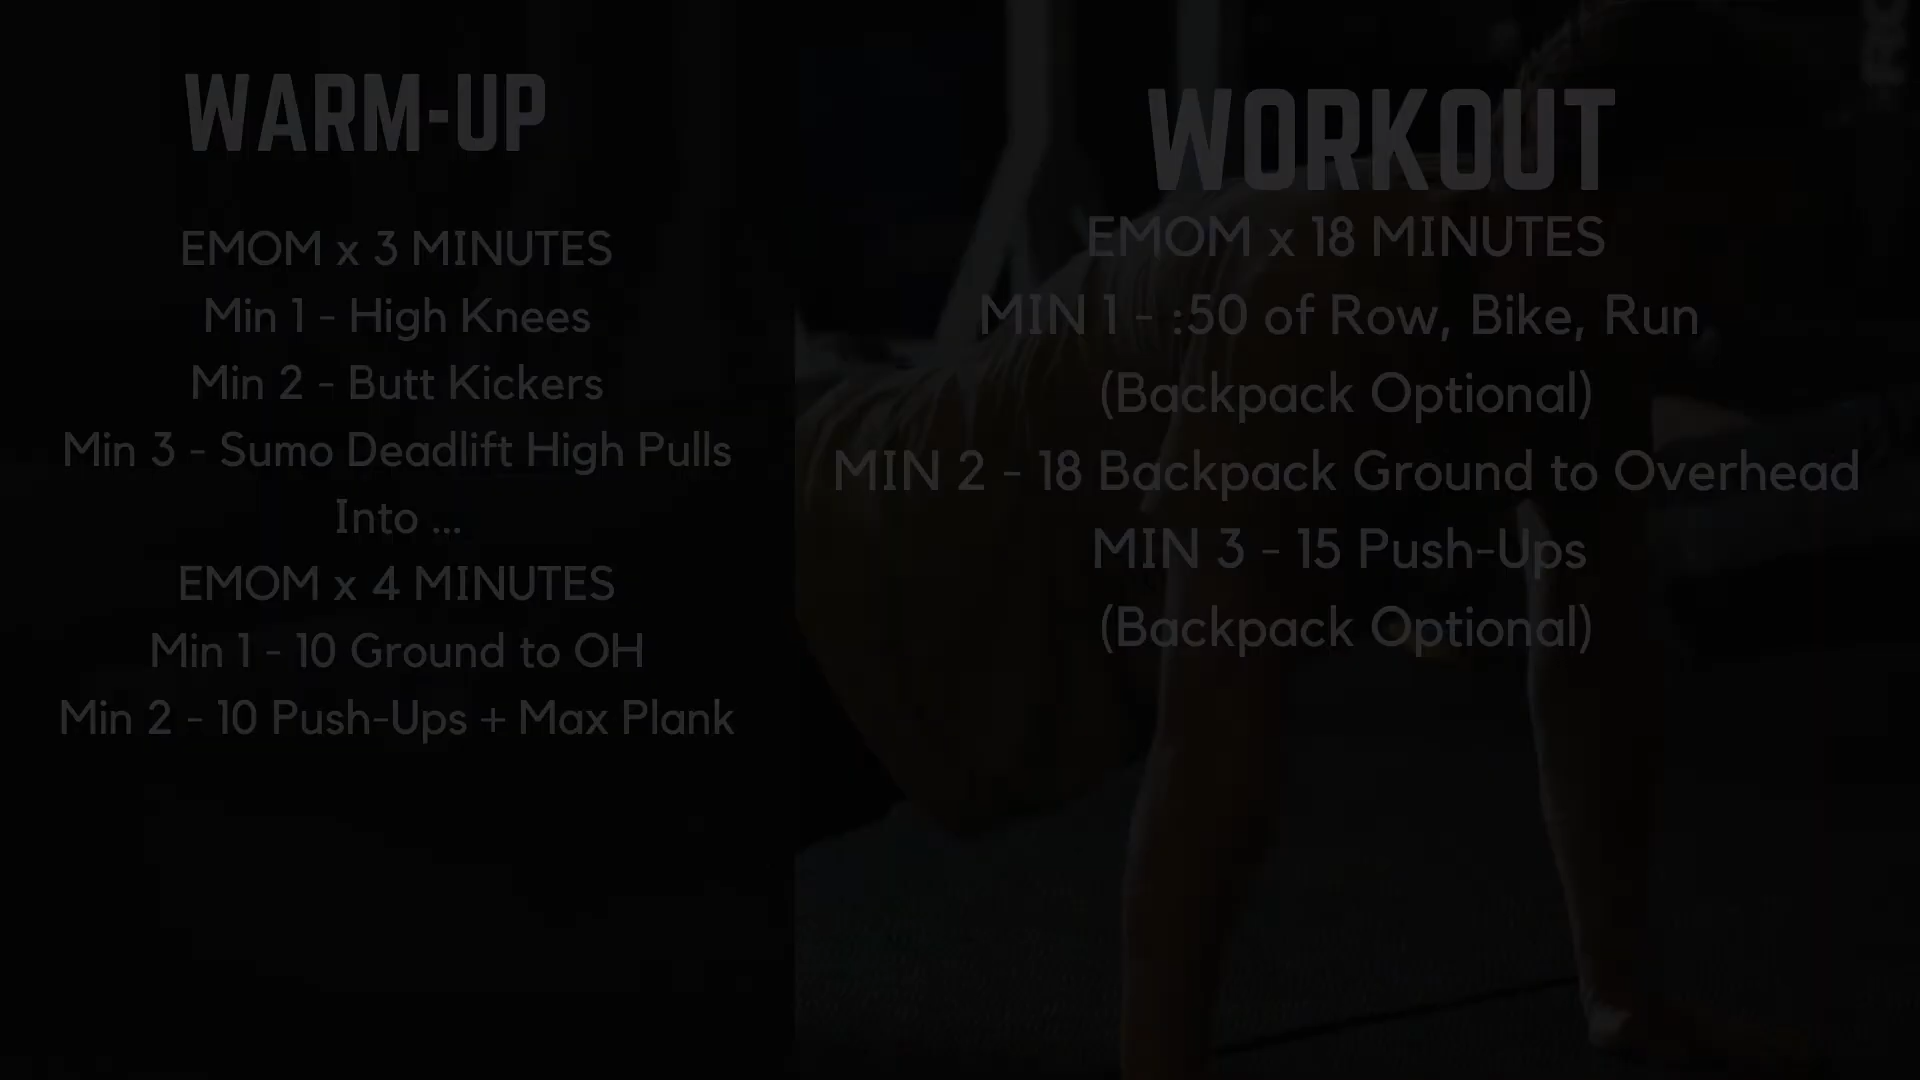 WARM-UP
EMOM x 3 MINUTES
Min 1 - High Knees
Min 2 - Butt Kickers
Min 3 - Sumo Deadlift High Pulls
Into ...
EMOM x 4 MINUTES
Min 1 - 10 Ground to OH
Min 2 - 10 Push-Ups + Max Plank
WORKOUT
EMOM x 18 MINUTES
MIN 1 - :50 of Row, Bike, Run
(Backpack Optional)
MIN 2 - 18 Backpack Ground to Overhead
MIN 3 - 15 Push-Ups
(Backpack Optional)